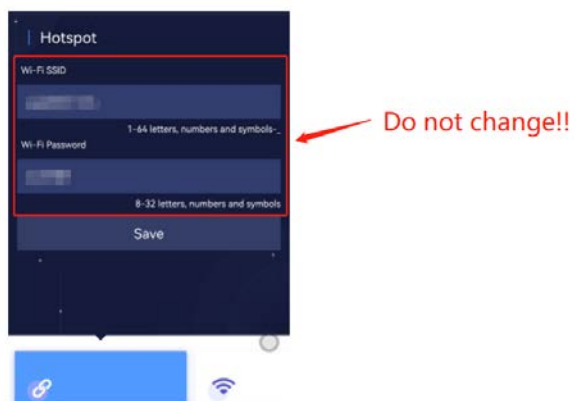 Hotspot
Wi-Fi SSID
1-64 letters, numbers and symbols-_
Do not change!!
Wi-Fi Password
8-32 letters, numbers and symbols
Save